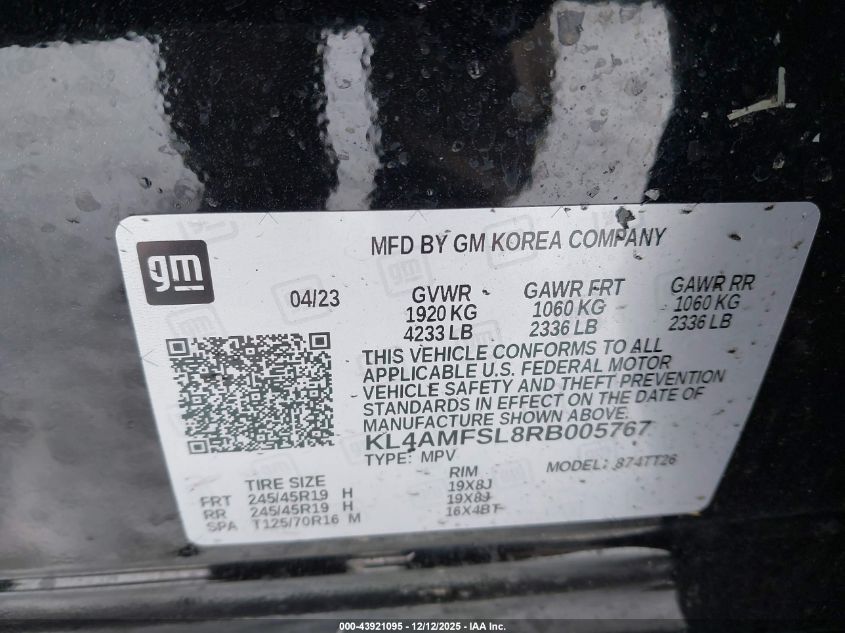 gm
MFD BY GM KOREA COMPANY
04/23
GVWR GAWR FRT GAWR RR
1920 KG 1060 KG 1060 KG
4233 LB 2336 LB 2336 LB
THIS VEHICLE CONFORMS TO ALL
APPLICABLE U.S. FEDERAL MOTOR
VEHICLE SAFETY AND THEFT PREVENTION
STANDARDS IN EFFECT ON THE DATE OF
MANUFACTURE SHOWN ABOVE.
KL4AMFSL8RB005767
TYPE: MPV MODEL: 874TT26
TIRE SIZE RIM
FRT 245/45R19 H 19X8J
RR 245/45R19 H 19X8J
SPA T125/70R16 M 16X4BT
000-43921095 - 12/12/2025 - IAA Inc.